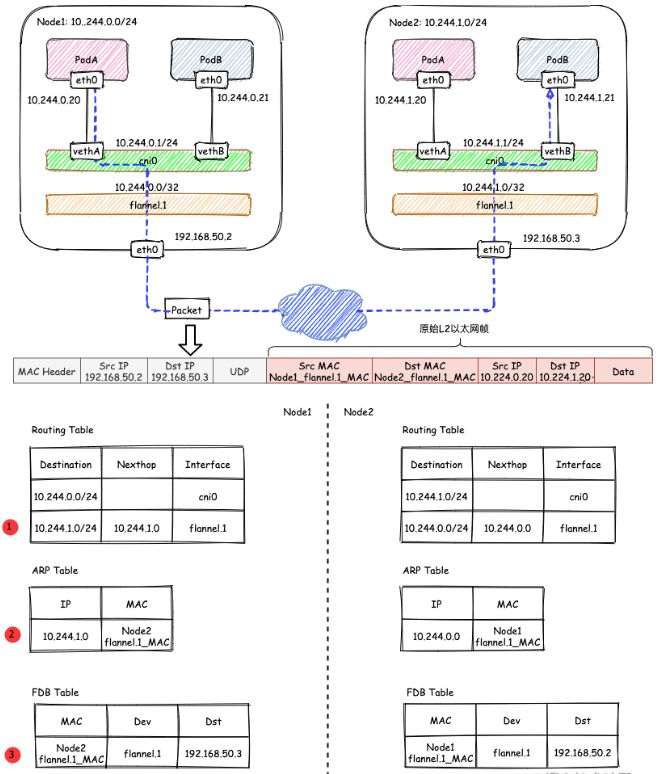 Node1: 10..244.0.0/24
PodA
PodB
eth0
eth0
10.244.0.20
10.244.0.21
10.244.0.1/24
vethA
vethB
cni0
10.244.0.0/32
flannel.1
192.168.50.2
eth0
Node2: 10.244.1.0/24
PodA
PodB
eth0
eth0
10.244.1.20
10.244.1.21
10.244.1.1/24
vethA
vethB
cni0
10.244.1.0/32
flannel.1
192.168.50.3
eth0
Packet
原始L2以太网帧
MAC Header
Src IP
192.168.50.2
Dst IP
192.168.50.3
UDP
Src MAC
Node1_flannel.1_MAC
Dst MAC
Node2_flannel.1_MAC
Src IP
10.224.0.20
Dst IP
10.224.1.20
Data
Node1
Node2
Routing Table
Destination Nexthop Interface
10.244.0.0/24 cni0
1 10.244.1.0/24 10.244.1.0 flannel.1
Routing Table
Destination Nexthop Interface
10.244.1.0/24 cni0
10.244.0.0/24 10.244.0.0 flannel.1
ARP Table
IP MAC
2 10.244.1.0 Node2
flannel.1_MAC
ARP Table
IP MAC
10.244.0.0 Node1
flannel.1_MAC
FDB Table
MAC Dev Dst
3 Node2
flannel.1_MAC flannel.1 192.168.50.3
FDB Table
MAC Dev Dst
Node1
flannel.1_MAC flannel.1 192.168.50.2